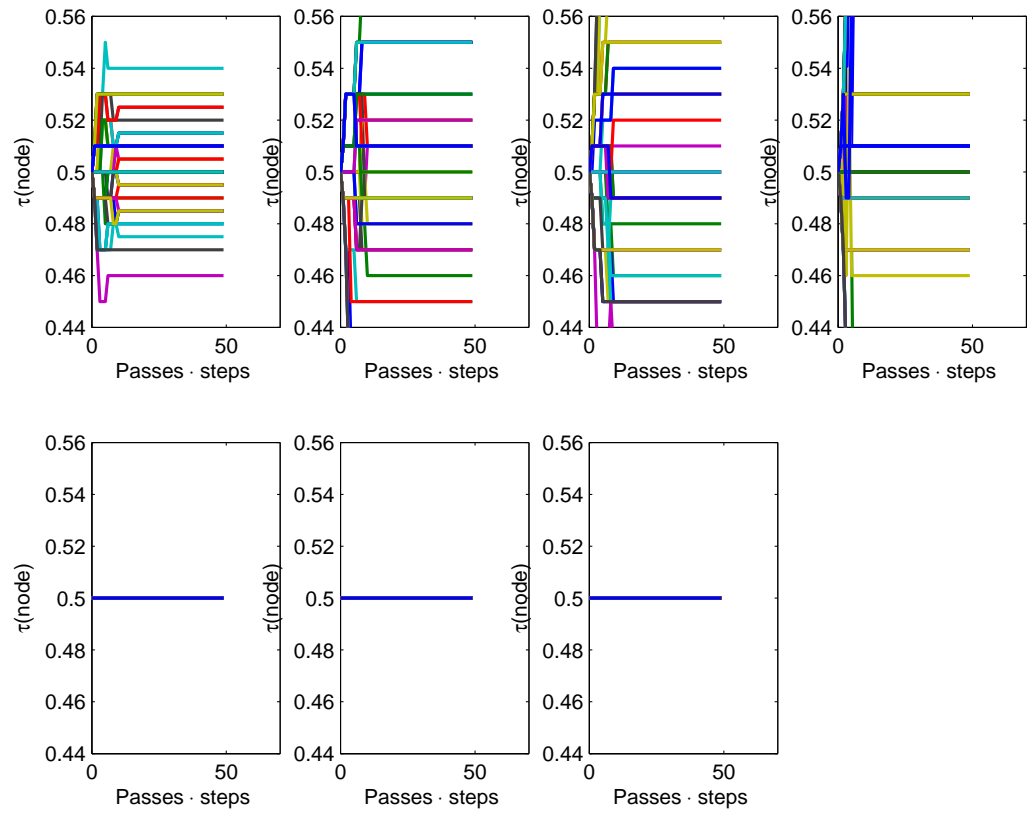 0.56 0.56 0.56 0.56
0.54 0.54 0.54 0.54
0.52 0.52 0.52 0.52
0.5 0.5 0.5 0.5
0.48 0.48 0.48 0.48
0.46 0.46 0.46 0.46
0.44 0.44 0.44 0.44
τ(node) τ(node) τ(node) τ(node)
0 50 0 50 0 50 0 50
Passes · steps Passes · steps Passes · steps Passes · steps
0.56 0.56 0.56
0.54 0.54 0.54
0.52 0.52 0.52
0.5 0.5 0.5
0.48 0.48 0.48
0.46 0.46 0.46
0.44 0.44 0.44
τ(node) τ(node) τ(node)
0 50 0 50 0 50
Passes · steps Passes · steps Passes · steps